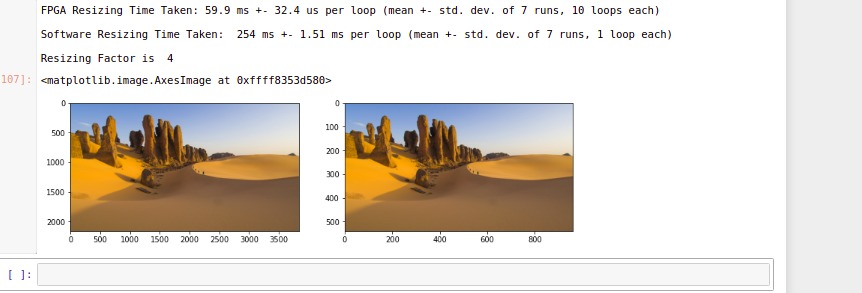 FPGA Resizing Time Taken: 59.9 ms +- 32.4 us per loop (mean +- std. dev. of 7 runs, 10 loops each)
Software Resizing Time Taken:  254 ms +- 1.51 ms per loop (mean +- std. dev. of 7 runs, 1 loop each)
Resizing Factor is  4
107]: <matplotlib.image.AxesImage at 0xffff8353d580>
0
500
1000
1500
2000
0 500 1000 1500 2000 2500 3000 3500
0
100
200
300
400
500
0 200 400 600 800
[ ]: